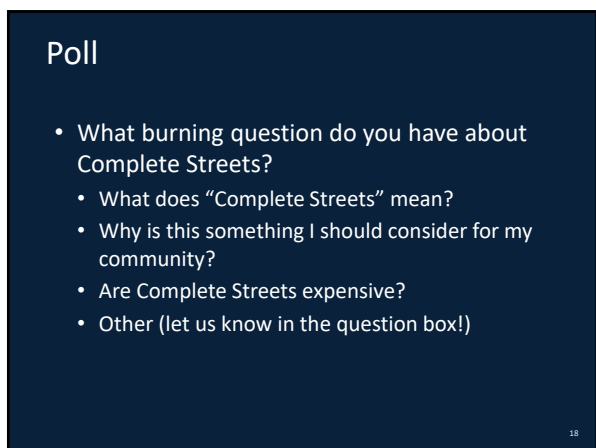 Poll
• What burning question do you have about
Complete Streets?
• What does “Complete Streets” mean?
• Why is this something I should consider for my
community?
• Are Complete Streets expensive?
• Other (let us know in the question box!)
18